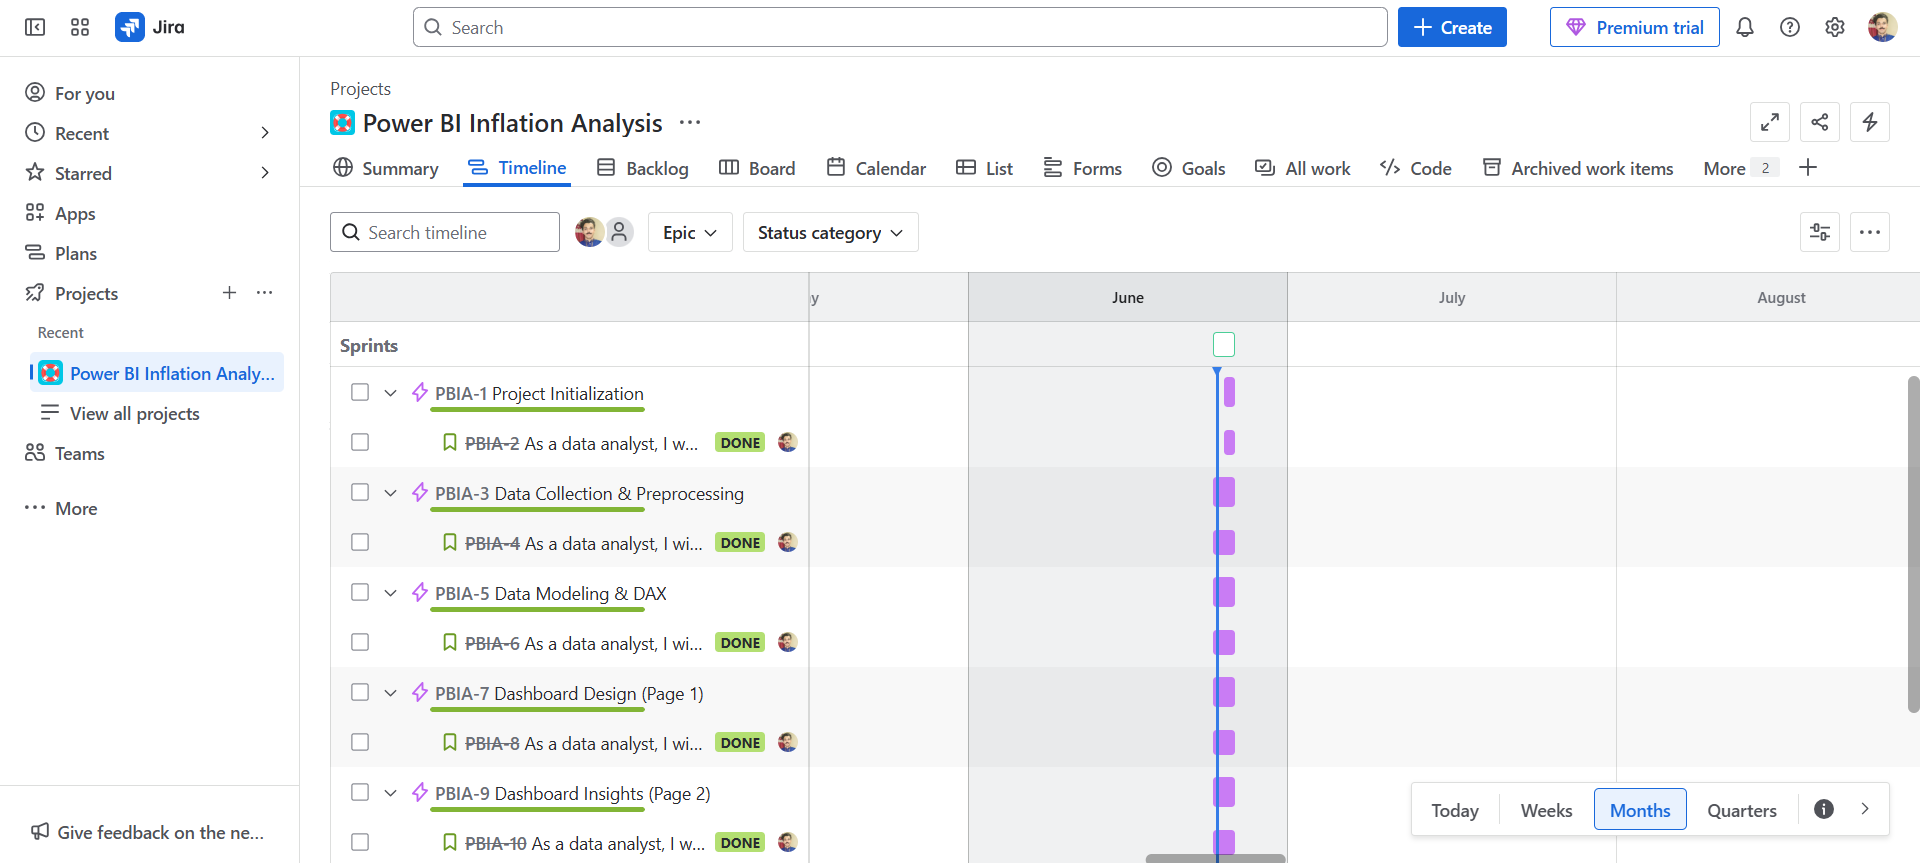 Jira
Search
Create
Premium trial
For you
Recent
Starred
Apps
Plans
Projects
Recent
Power BI Inflation Analy...
View all projects
Teams
More
Give feedback on the ne...
Projects
Power BI Inflation Analysis
Summary
Timeline
Backlog
Board
Calendar
List
Forms
Goals
All work
Code
Archived work items
More 2
Search timeline
Epic
Status category
y
June
July
August
Sprints
PBIA-1 Project Initialization
PBIA-2 As a data analyst, I w... DONE
PBIA-3 Data Collection & Preprocessing
PBIA-4 As a data analyst, I wi... DONE
PBIA-5 Data Modeling & DAX
PBIA-6 As a data analyst, I wi... DONE
PBIA-7 Dashboard Design (Page 1)
PBIA-8 As a data analyst, I wi... DONE
PBIA-9 Dashboard Insights (Page 2)
PBIA-10 As a data analyst, I w... DONE
Today
Weeks
Months
Quarters